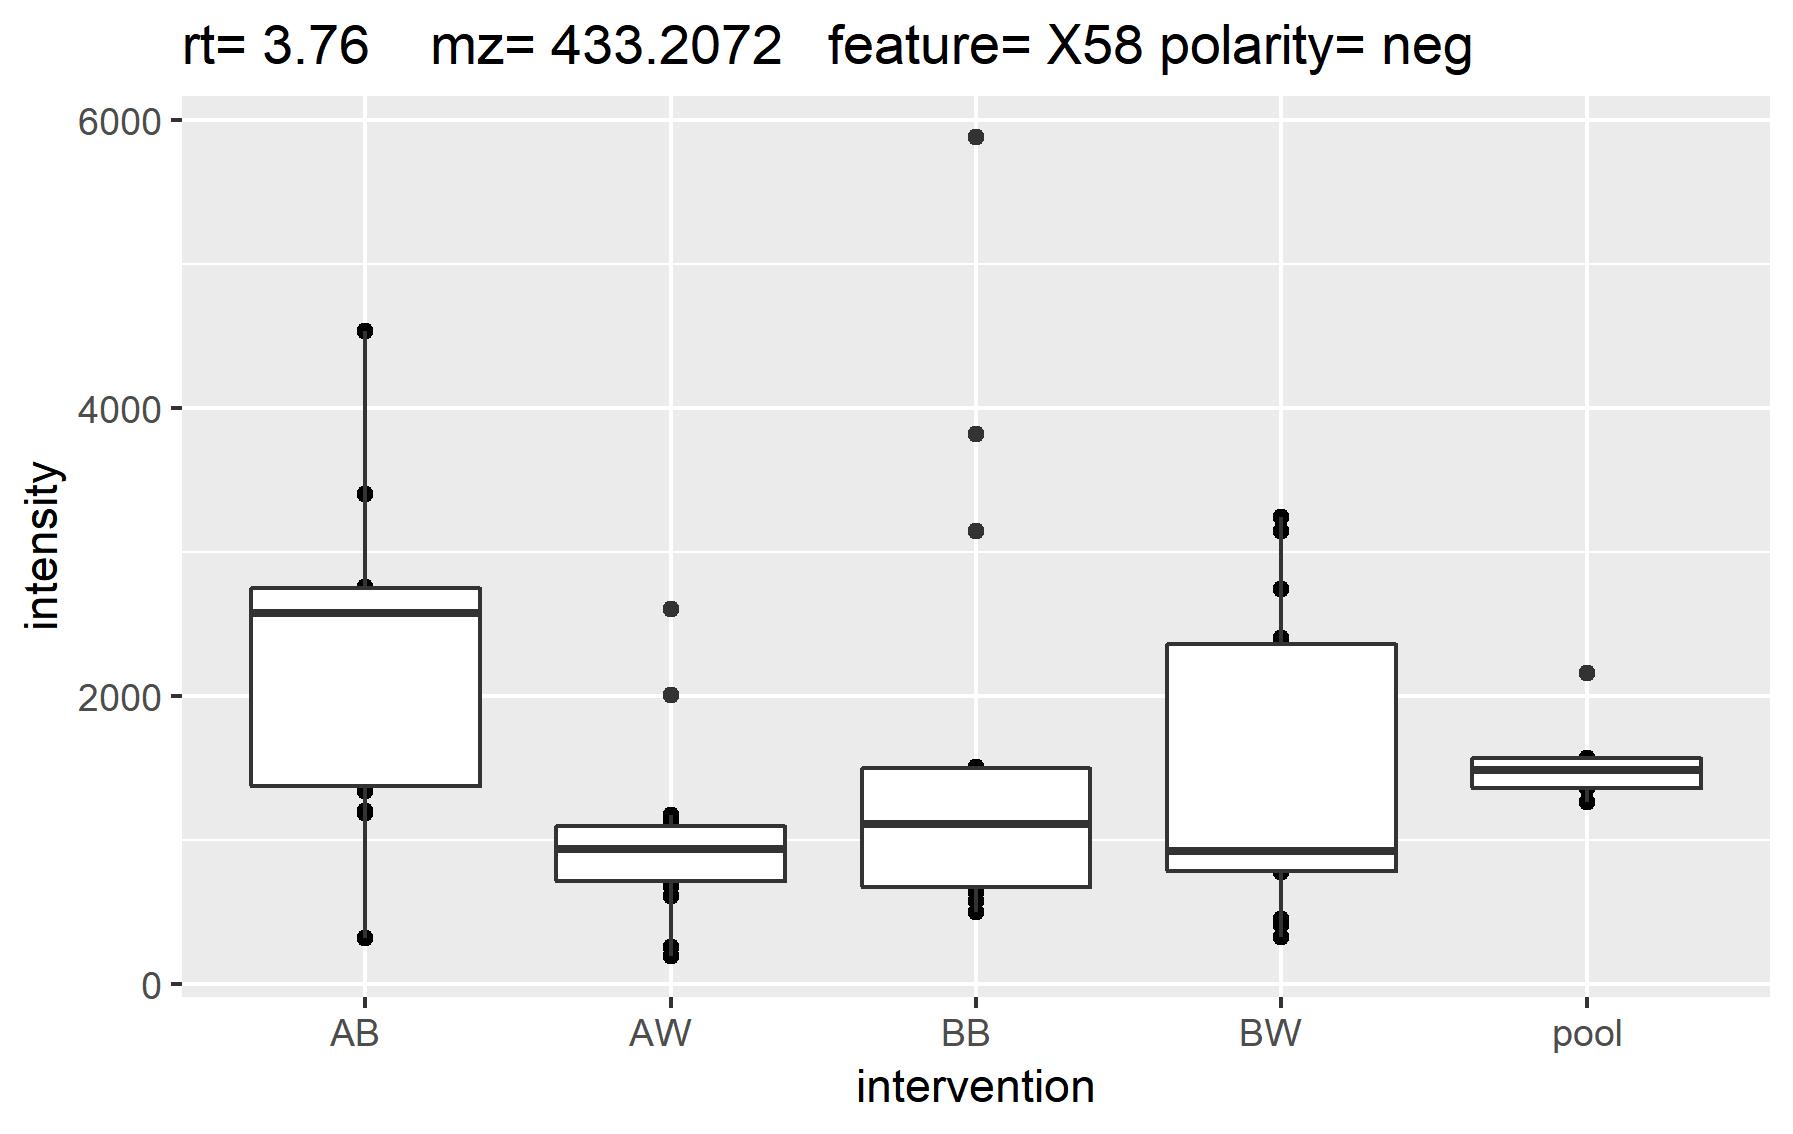 rt= 3.76    mz= 433.2072   feature= X58 polarity= neg
6000
4000
2000
0
intensity
AB AW BB BW pool
intervention